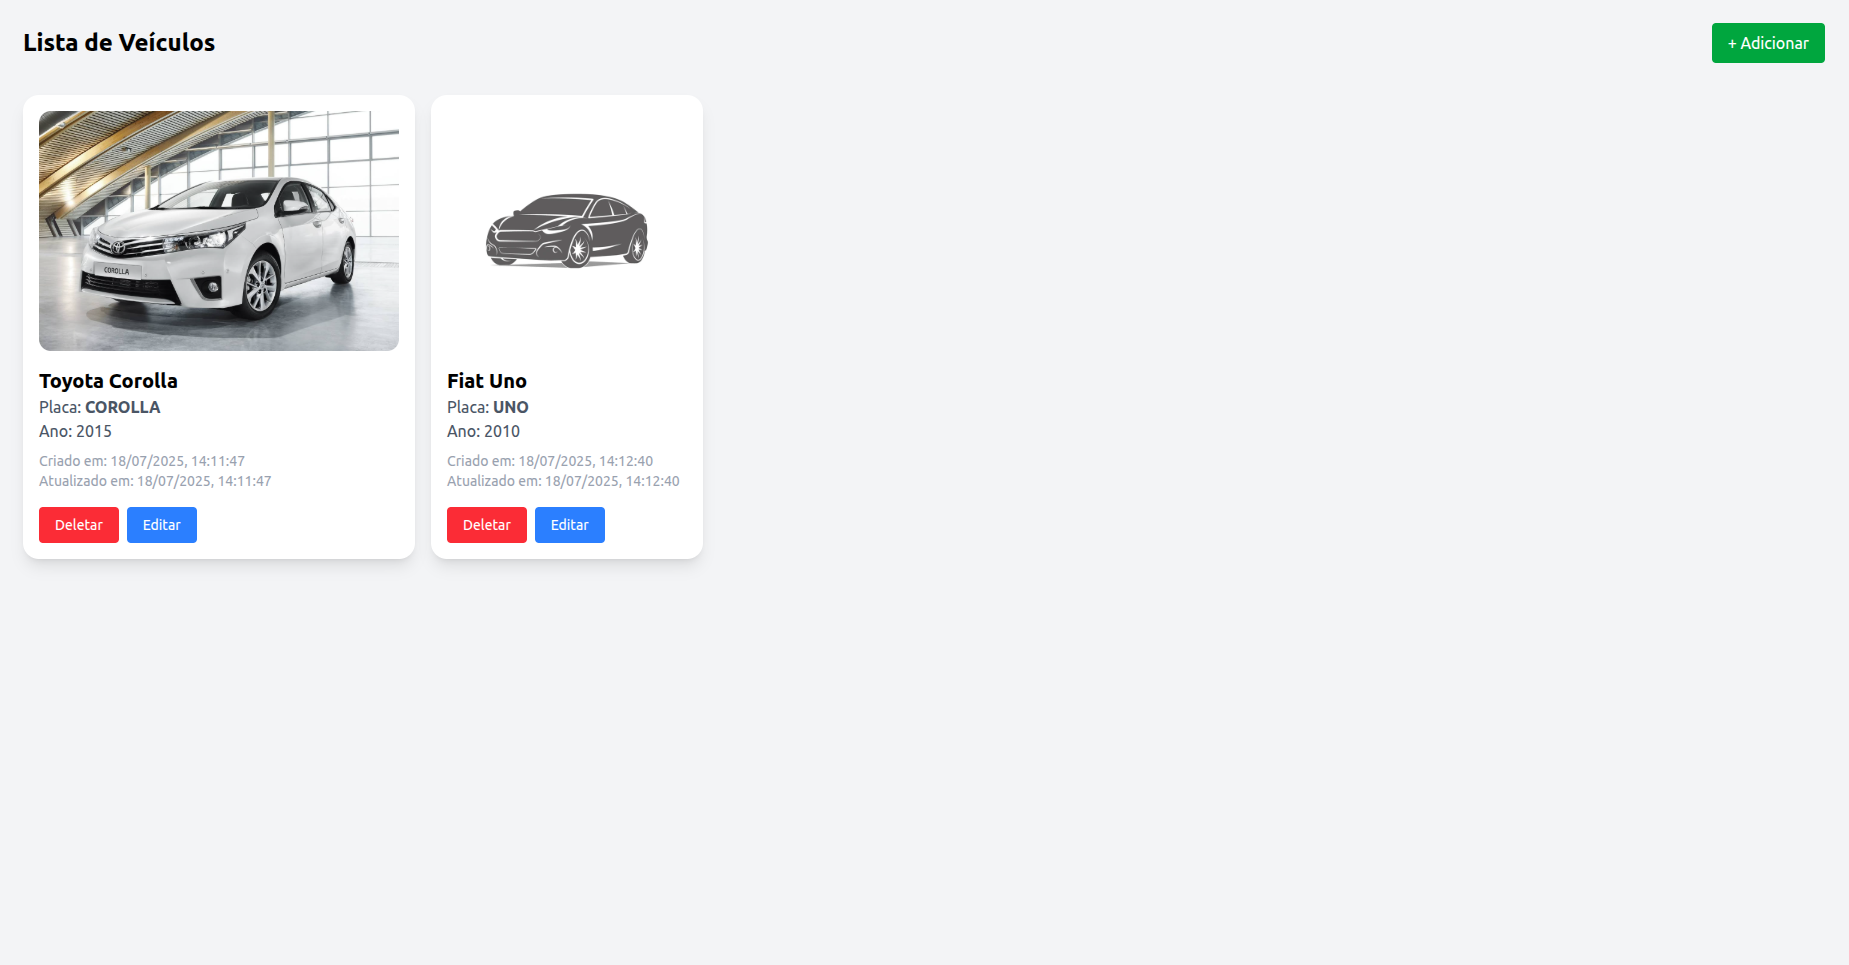 Lista de Veículos
+ Adicionar
COROLLA
Toyota Corolla
Placa: COROLLA
Ano: 2015
Criado em: 18/07/2025, 14:11:47
Atualizado em: 18/07/2025, 14:11:47
Deletar
Editar
Fiat Uno
Placa: UNO
Ano: 2010
Criado em: 18/07/2025, 14:12:40
Atualizado em: 18/07/2025, 14:12:40
Deletar
Editar